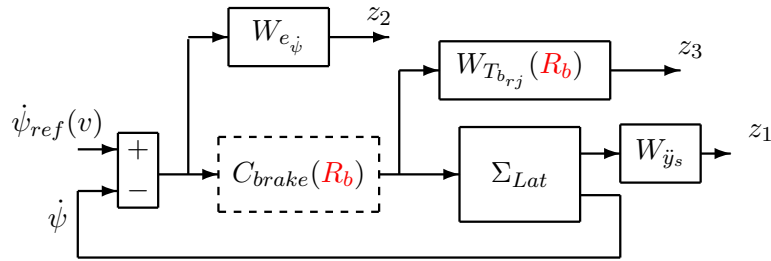 W_{e_{\dot{\psi}}}
z_2
W_{T_{b_{rj}}}(R_b)
z_3
\dot{\psi}_{ref}(v)
+
−
C_{brake}(R_b)
Σ_{Lat}
W_{\ddot{y}_s}
z_1
\dot{\psi}